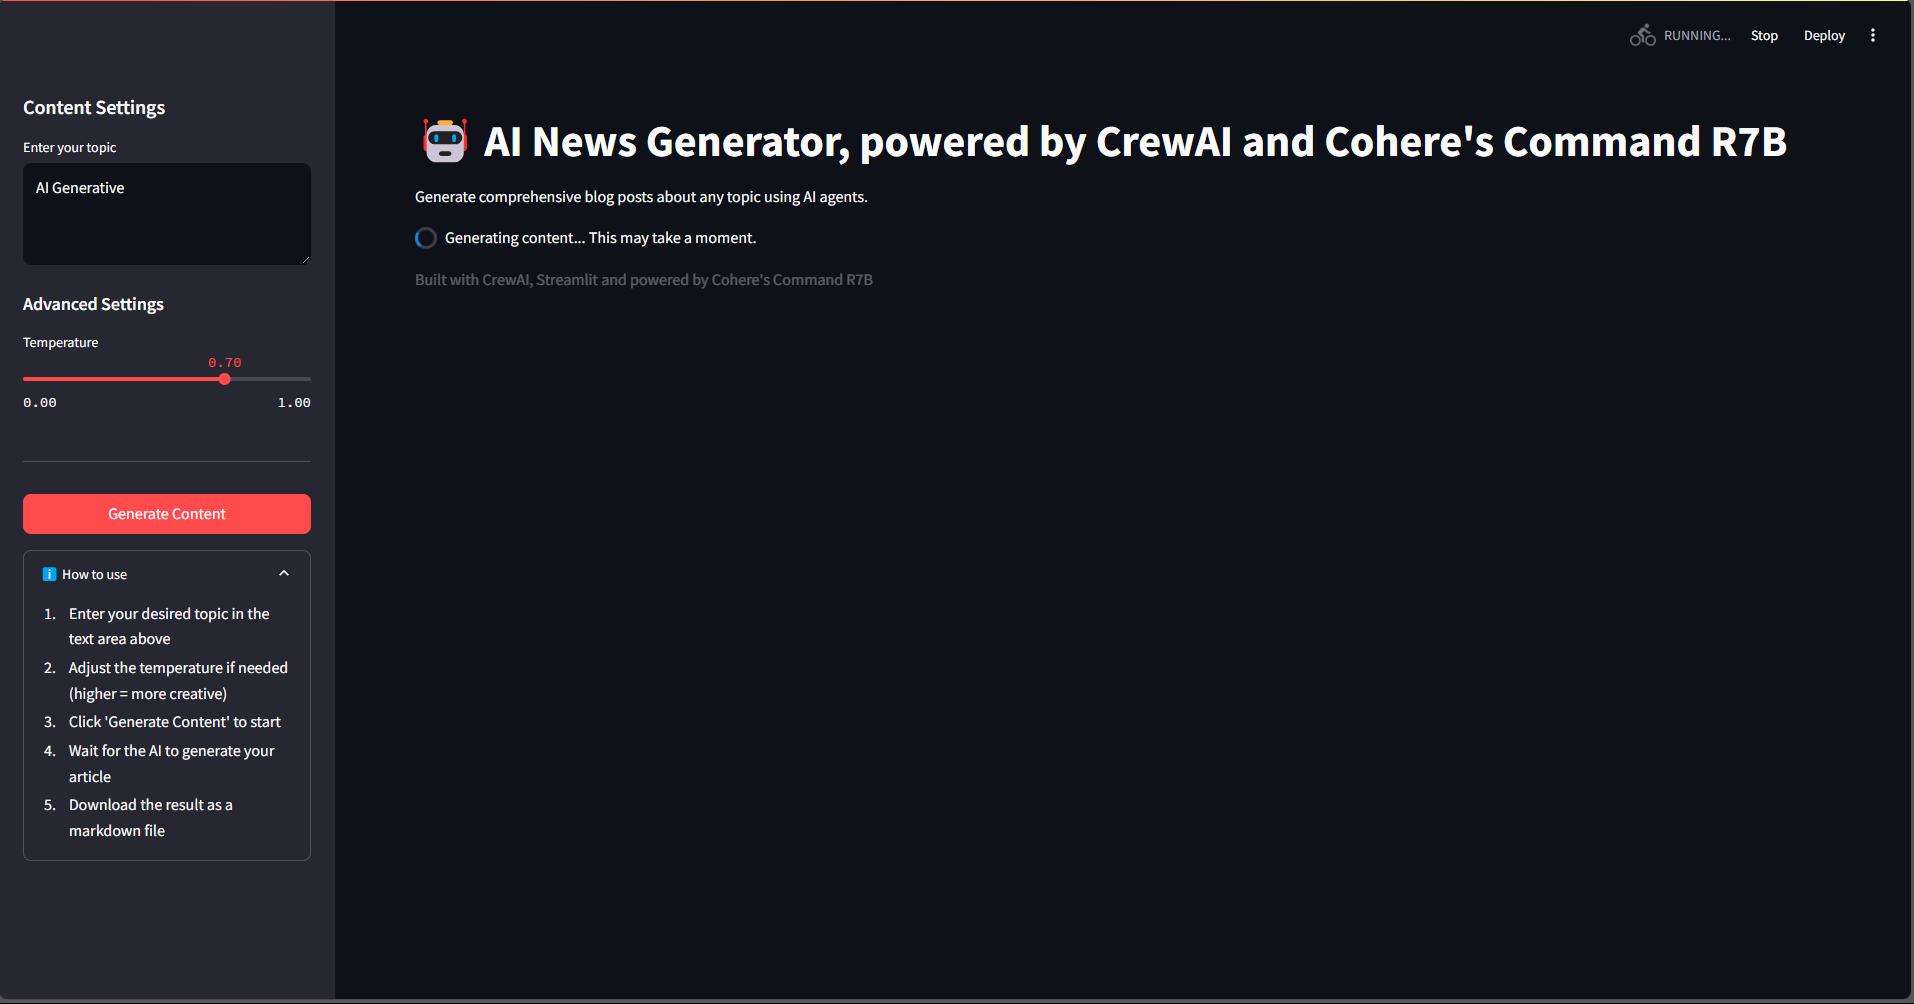 RUNNING...
Stop
Deploy
Content Settings
Enter your topic
AI Generative
Advanced Settings
Temperature
0.70
0.00
1.00
Generate Content
How to use
1. Enter your desired topic in the
text area above
2. Adjust the temperature if needed
(higher = more creative)
3. Click 'Generate Content' to start
4. Wait for the AI to generate your
article
5. Download the result as a
markdown file
AI News Generator, powered by CrewAI and Cohere's Command R7B
Generate comprehensive blog posts about any topic using AI agents.
Generating content... This may take a moment.
Built with CrewAI, Streamlit and powered by Cohere's Command R7B